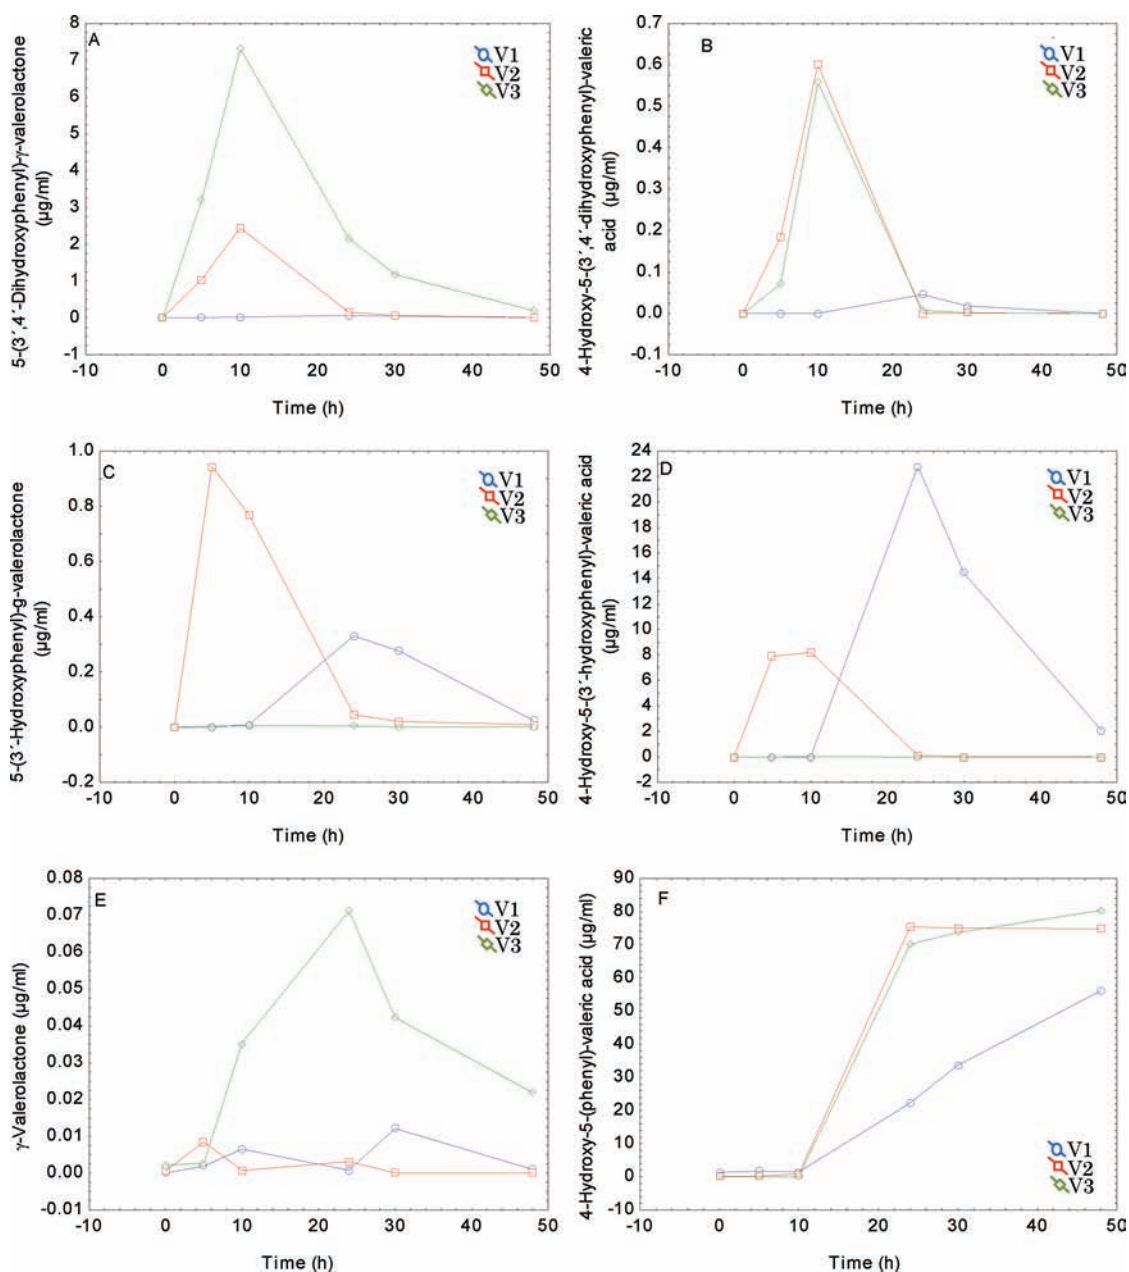 A
5-(3´,4´-Dihydroxyphenyl)-γ-valerolactone
(µg/ml)
8
7
6
5
4
3
2
1
0
-1
-10 0 10 20 30 40 50
Time (h)
V1
V2
V3
B
4-Hydroxy-5-(3´,4´-dihydroxyphenyl)-valeric
acid (µg/ml)
0.7
0.6
0.5
0.4
0.3
0.2
0.1
0.0
-0.1
-10 0 10 20 30 40 50
Time (h)
V1
V2
V3
C
5-(3´-Hydroxyphenyl)-g-valerolactone
(µg/ml)
1.0
0.8
0.6
0.4
0.2
0.0
-0.2
-10 0 10 20 30 40 50
Time (h)
V1
V2
V3
D
4-Hydroxy-5-(3´-hydroxyphenyl)-valeric acid
(µg/ml)
24
22
20
18
16
14
12
10
8
6
4
2
0
-2
-10 0 10 20 30 40 50
Time (h)
V1
V2
V3
E
γ-Valerolactone (µg/ml)
0.08
0.07
0.06
0.05
0.04
0.03
0.02
0.01
0.00
-0.01
-10 0 10 20 30 40 50
Time (h)
V1
V2
V3
F
4-Hydroxy-5-(phenyl)-valeric acid (µg/ml)
90
80
70
60
50
40
30
20
10
0
-10
-10 0 10 20 30 40 50
Time (h)
V1
V2
V3